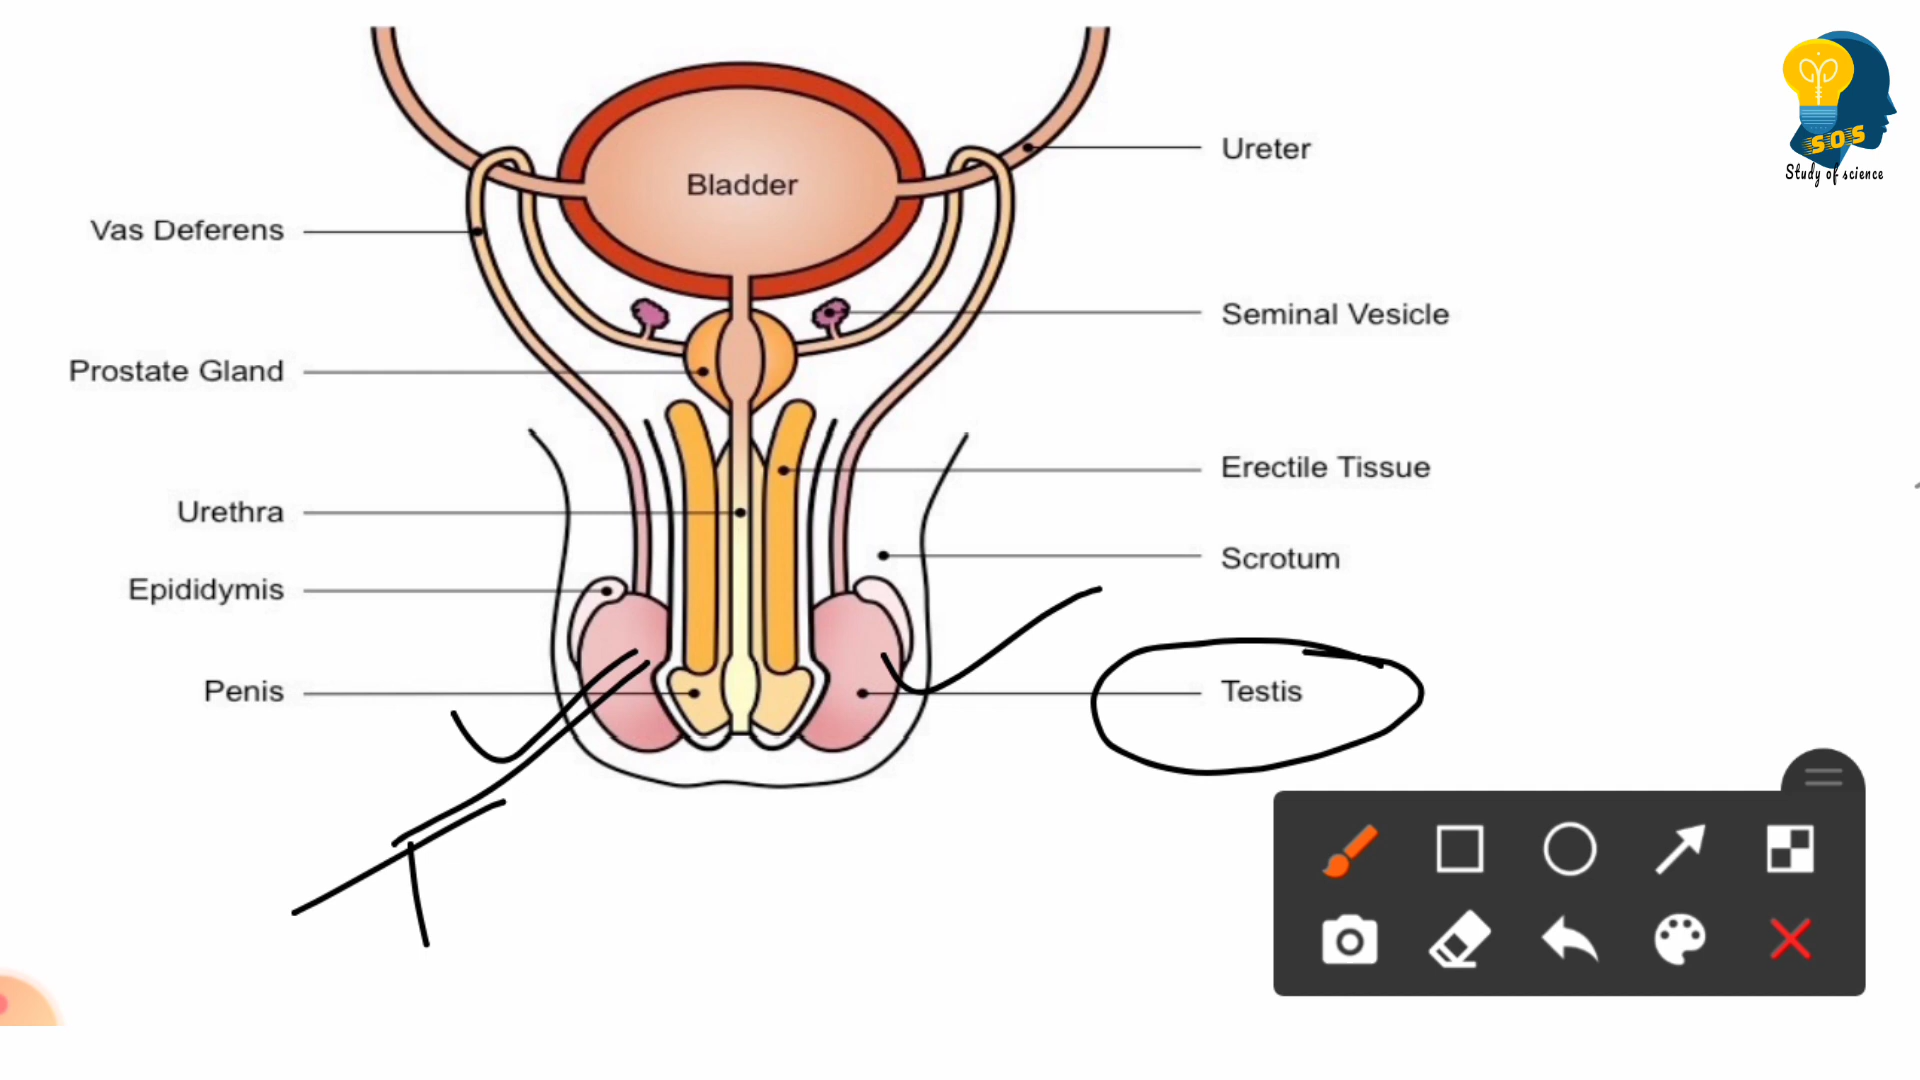 Bladder
Ureter
Vas Deferens
Seminal Vesicle
Prostate Gland
Erectile Tissue
Urethra
Scrotum
Epididymis
Penis
Testis
T
SOS
Study of science